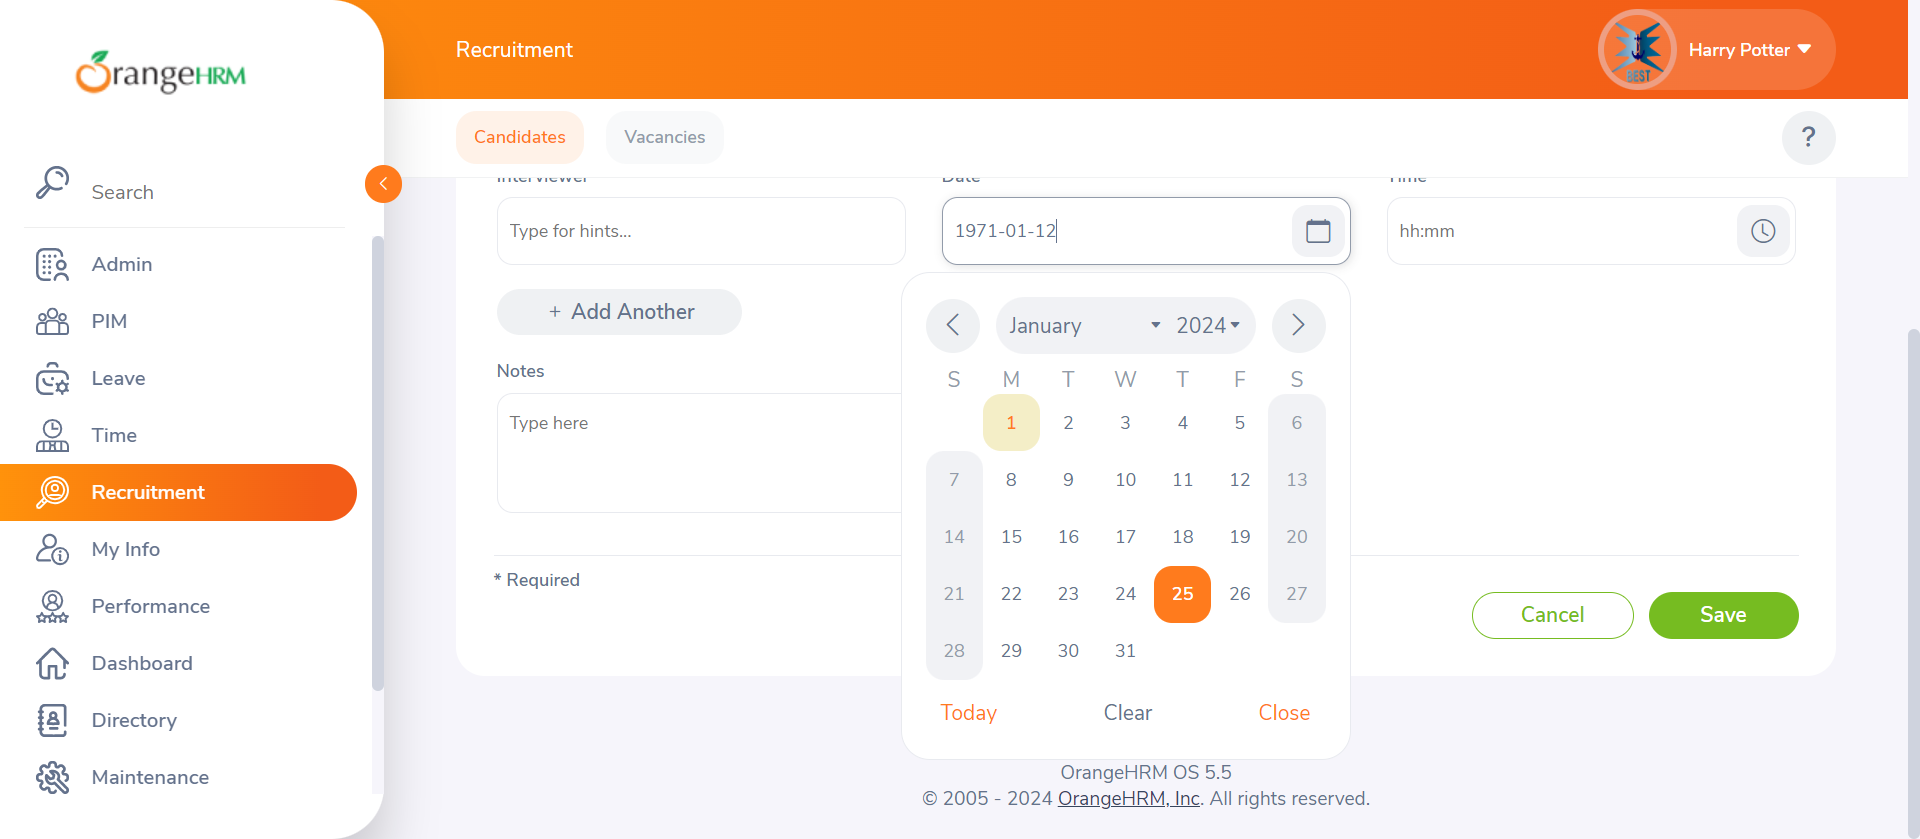 OrangeHRM
Search
Admin
PIM
Leave
Time
Recruitment
My Info
Performance
Dashboard
Directory
Maintenance
Recruitment
BEST
Harry Potter
Candidates
Vacancies
?
Interviewer
Date
Time
Type for hints...
1971-01-12
hh:mm
+ Add Another
Notes
Type here
January 2024
S M T W T F S
1 2 3 4 5 6
7 8 9 10 11 12 13
14 15 16 17 18 19 20
21 22 23 24 25 26 27
28 29 30 31
Today Clear Close
* Required
Cancel
Save
OrangeHRM OS 5.5
© 2005 - 2024 OrangeHRM, Inc. All rights reserved.